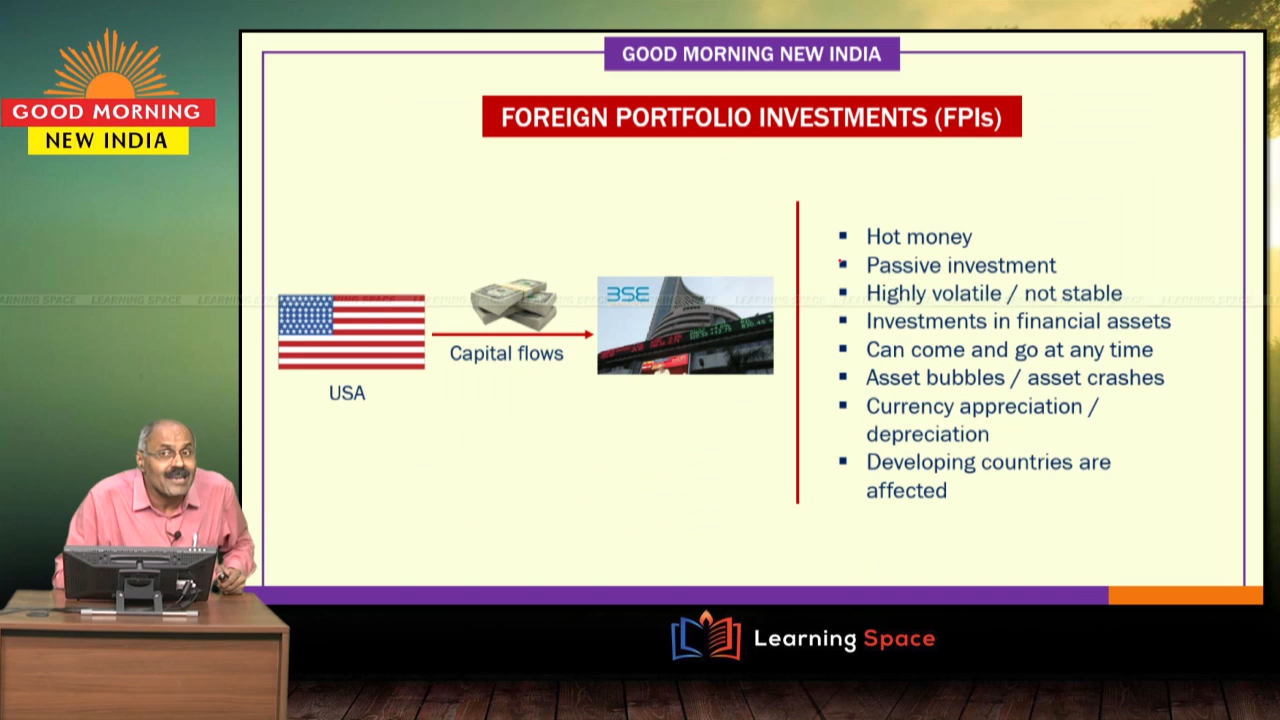 GOOD MORNING
NEW INDIA
GOOD MORNING NEW INDIA
FOREIGN PORTFOLIO INVESTMENTS (FPIs)
USA
Capital flows
BSE
▪ Hot money
▪ Passive investment
▪ Highly volatile / not stable
▪ Investments in financial assets
▪ Can come and go at any time
▪ Asset bubbles / asset crashes
▪ Currency appreciation /
depreciation
▪ Developing countries are
affected
LEARNING SPACE
Learning Space